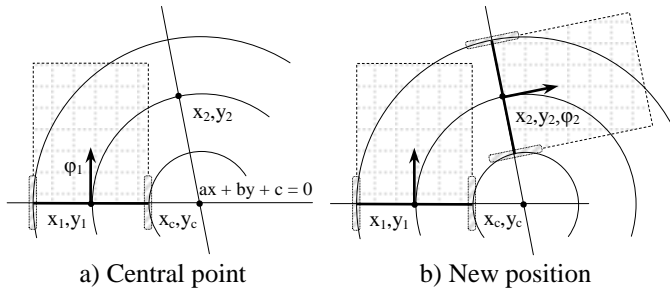 x2,y2
φ1
ax + by + c = 0
x1,y1
xc,yc
a) Central point
x2,y2,φ2
x1,y1
xc,yc
b) New position